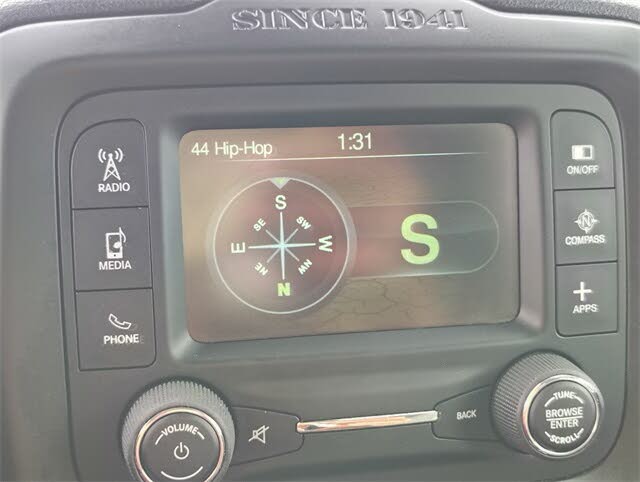 SINCE 1941
44 Hip-Hop 1:31
RADIO
MEDIA
PHONE
S
SE SW
E W
NE NW
N
S
ON/OFF
N
COMPASS
APPS
VOLUME
BACK
TUNE
BROWSE
ENTER
SCROLL